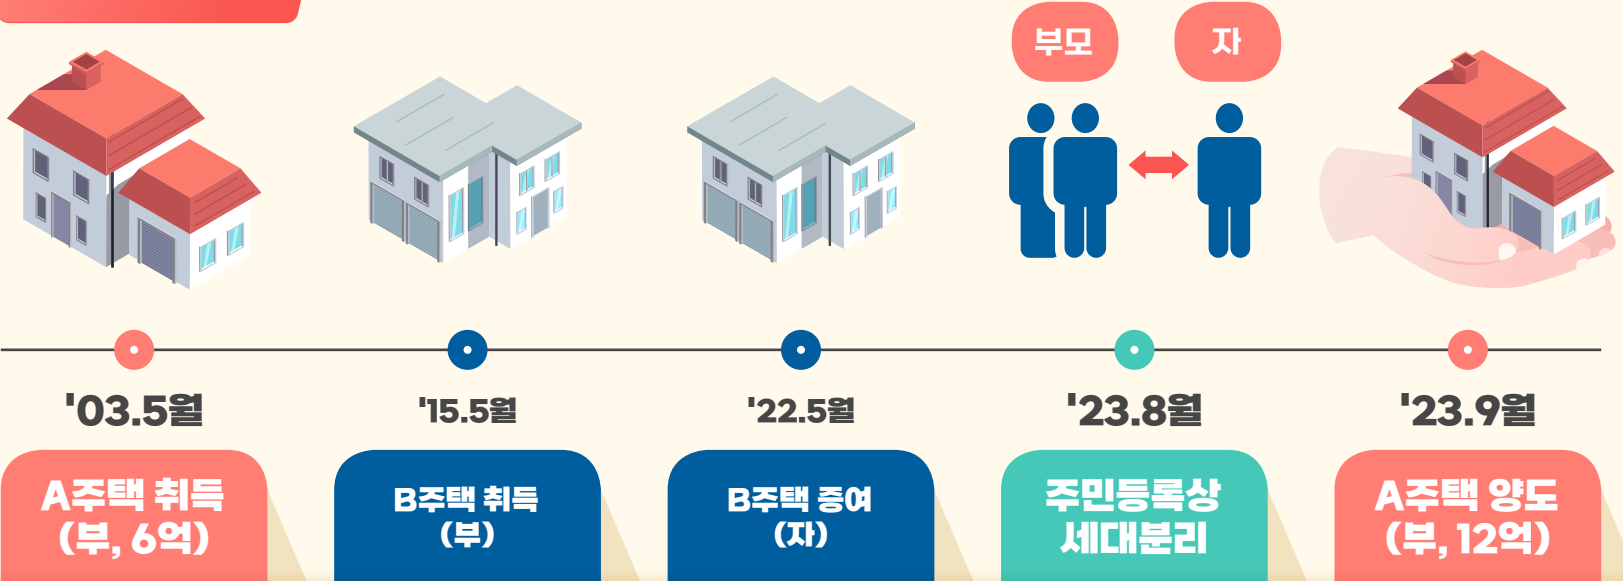 부모
자
'03.5월
'15.5월
'22.5월
'23.8월
'23.9월
A주택 취득
(부, 6억)
B주택 취득
(부)
B주택 증여
(자)
주민등록상
세대분리
A주택 양도
(부, 12억)